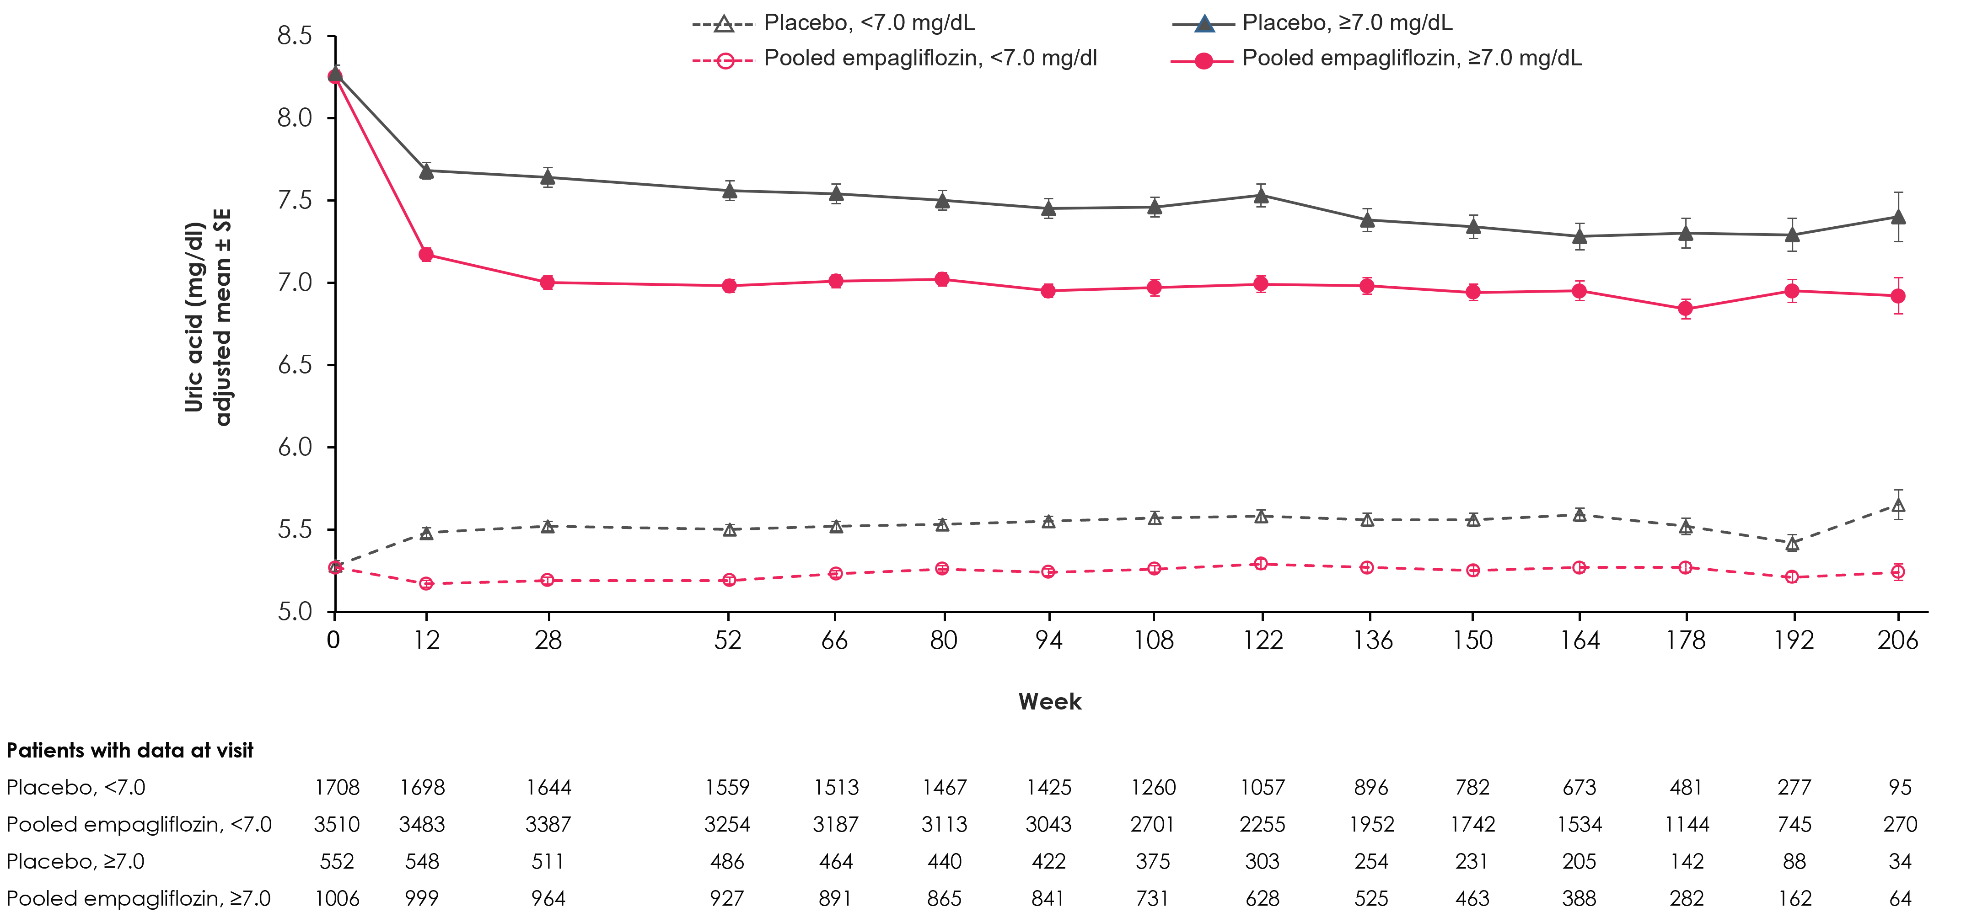 Placebo, <7.0 mg/dL
Placebo, ≥7.0 mg/dL
Pooled empagliflozin, <7.0 mg/dl
Pooled empagliflozin, ≥7.0 mg/dL
8.5
8.0
7.5
7.0
6.5
6.0
5.5
5.0
Uric acid (mg/dl)
adjusted mean ± SE
0 12 28 52 66 80 94 108 122 136 150 164 178 192 206
Week
Patients with data at visit
Placebo, <7.0 1708 1698 1644 1559 1513 1467 1425 1260 1057 896 782 673 481 277 95
Pooled empagliflozin, <7.0 3510 3483 3387 3254 3187 3113 3043 2701 2255 1952 1742 1534 1144 745 270
Placebo, ≥7.0 552 548 511 486 464 440 422 375 303 254 231 205 142 88 34
Pooled empagliflozin, ≥7.0 1006 999 964 927 891 865 841 731 628 525 463 388 282 162 64